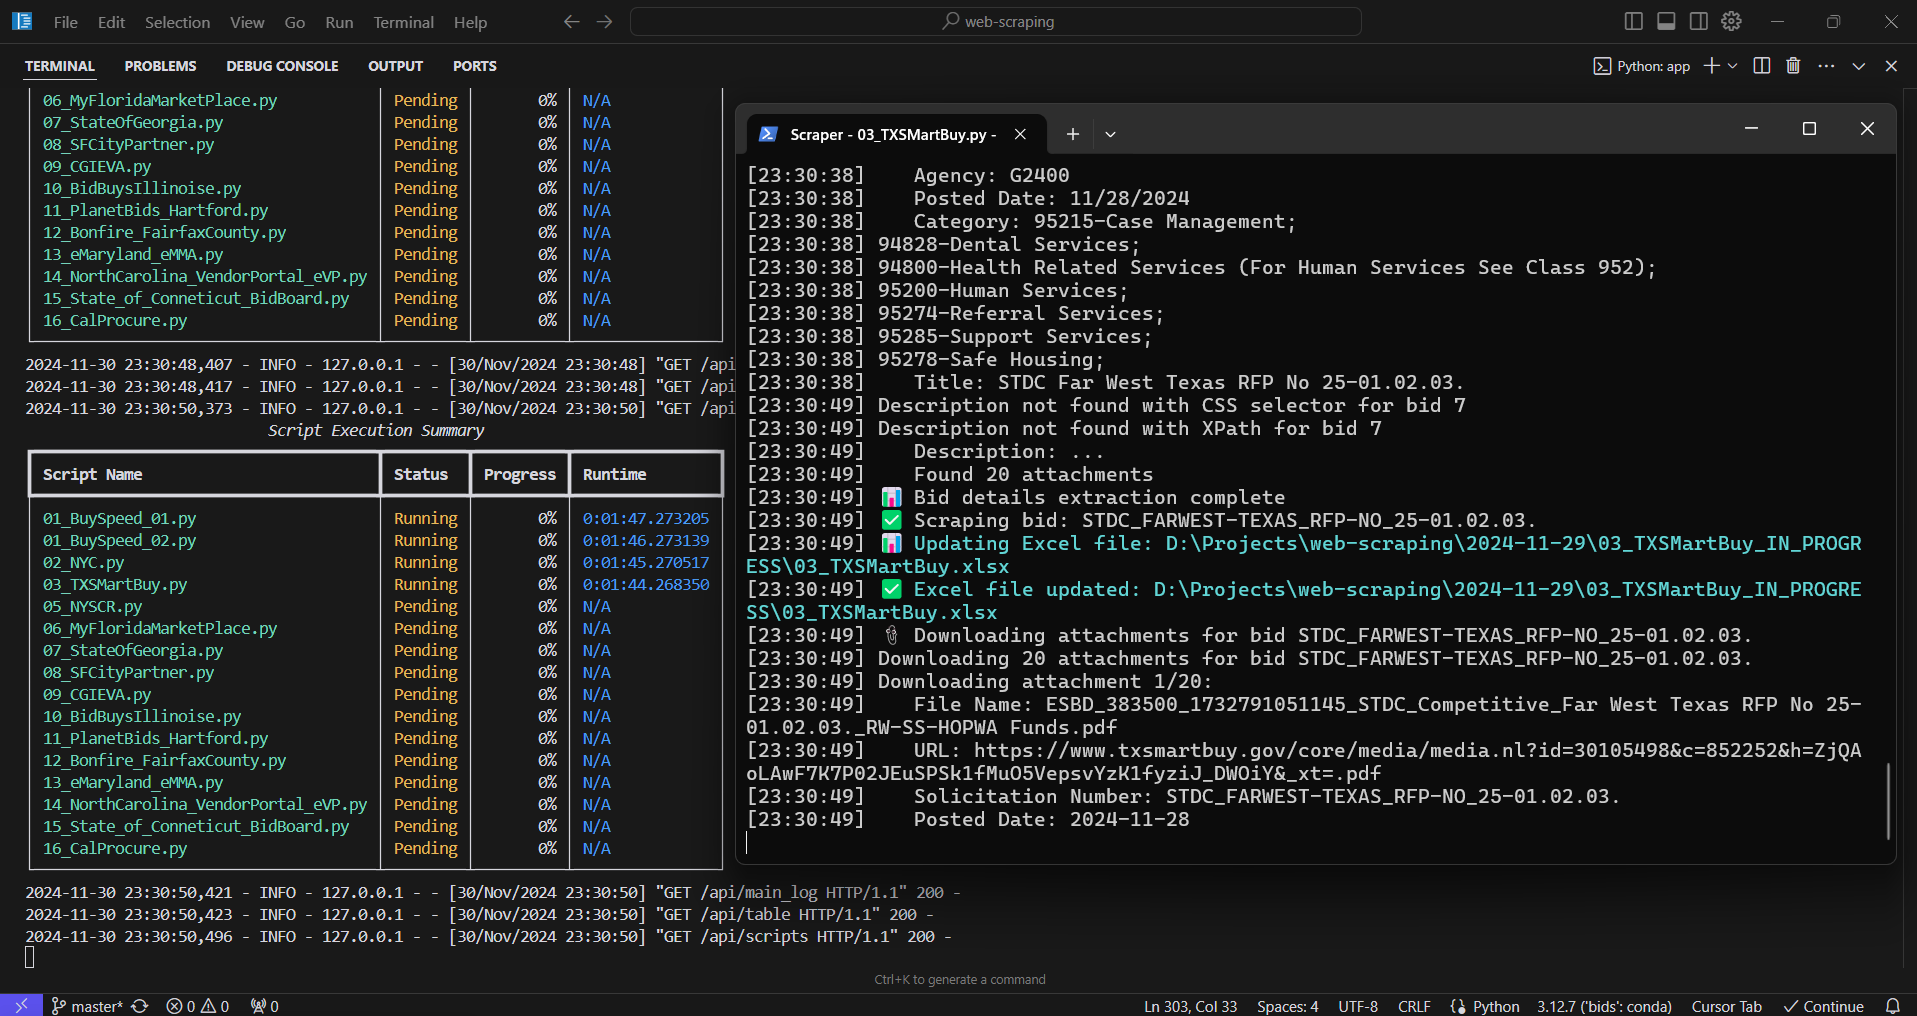 File Edit Selection View Go Run Terminal Help web-scraping
TERMINAL PROBLEMS DEBUG CONSOLE OUTPUT PORTS Python: app
06_MyFloridaMarketPlace.py Pending 0% N/A
07_StateOfGeorgia.py Pending 0% N/A
08_SFCityPartner.py Pending 0% N/A
09_CGIEVA.py Pending 0% N/A
10_BidBuysIllinoise.py Pending 0% N/A
11_PlanetBids_Hartford.py Pending 0% N/A
12_Bonfire_FairfaxCounty.py Pending 0% N/A
13_eMaryland_eMMA.py Pending 0% N/A
14_NorthCarolina_VendorPortal_eVP.py Pending 0% N/A
15_State_of_Conneticut_BidBoard.py Pending 0% N/A
16_CalProcure.py Pending 0% N/A
2024-11-30 23:30:48,407 - INFO - 127.0.0.1 - - [30/Nov/2024 23:30:48] "GET /api
2024-11-30 23:30:48,417 - INFO - 127.0.0.1 - - [30/Nov/2024 23:30:48] "GET /api
2024-11-30 23:30:50,373 - INFO - 127.0.0.1 - - [30/Nov/2024 23:30:50] "GET /api
Script Execution Summary
Script Name Status Progress Runtime
01_BuySpeed_01.py Running 0% 0:01:47.273205
01_BuySpeed_02.py Running 0% 0:01:46.273139
02_NYC.py Running 0% 0:01:45.270517
03_TXSMartBuy.py Running 0% 0:01:44.268350
05_NYSCR.py Pending 0% N/A
06_MyFloridaMarketPlace.py Pending 0% N/A
07_StateOfGeorgia.py Pending 0% N/A
08_SFCityPartner.py Pending 0% N/A
09_CGIEVA.py Pending 0% N/A
10_BidBuysIllinoise.py Pending 0% N/A
11_PlanetBids_Hartford.py Pending 0% N/A
12_Bonfire_FairfaxCounty.py Pending 0% N/A
13_eMaryland_eMMA.py Pending 0% N/A
14_NorthCarolina_VendorPortal_eVP.py Pending 0% N/A
15_State_of_Conneticut_BidBoard.py Pending 0% N/A
16_CalProcure.py Pending 0% N/A
2024-11-30 23:30:50,421 - INFO - 127.0.0.1 - - [30/Nov/2024 23:30:50] "GET /api/main_log HTTP/1.1" 200 -
2024-11-30 23:30:50,423 - INFO - 127.0.0.1 - - [30/Nov/2024 23:30:50] "GET /api/table HTTP/1.1" 200 -
2024-11-30 23:30:50,496 - INFO - 127.0.0.1 - - [30/Nov/2024 23:30:50] "GET /api/scripts HTTP/1.1" 200 -
Scraper - 03_TXSMartBuy.py -
[23:30:38] Agency: G2400
[23:30:38] Posted Date: 11/28/2024
[23:30:38] Category: 95215-Case Management;
[23:30:38] 94828-Dental Services;
[23:30:38] 94800-Health Related Services (For Human Services See Class 952);
[23:30:38] 95200-Human Services;
[23:30:38] 95274-Referral Services;
[23:30:38] 95285-Support Services;
[23:30:38] 95278-Safe Housing;
[23:30:38] Title: STDC Far West Texas RFP No 25-01.02.03.
[23:30:49] Description not found with CSS selector for bid 7
[23:30:49] Description not found with XPath for bid 7
[23:30:49] Description: ...
[23:30:49] Found 20 attachments
[23:30:49] 📊 Bid details extraction complete
[23:30:49] ✅ Scraping bid: STDC_FARWEST-TEXAS_RFP-NO_25-01.02.03.
[23:30:49] 📊 Updating Excel file: D:\Projects\web-scraping\2024-11-29\03_TXSMartBuy_IN_PROGR
ESS\03_TXSMartBuy.xlsx
[23:30:49] ✅ Excel file updated: D:\Projects\web-scraping\2024-11-29\03_TXSMartBuy_IN_PROGRE
SS\03_TXSMartBuy.xlsx
[23:30:49] 📎 Downloading attachments for bid STDC_FARWEST-TEXAS_RFP-NO_25-01.02.03.
[23:30:49] Downloading 20 attachments for bid STDC_FARWEST-TEXAS_RFP-NO_25-01.02.03.
[23:30:49] Downloading attachment 1/20:
[23:30:49] File Name: ESBD_383500_1732791051145_STDC_Competitive_Far West Texas RFP No 25-
01.02.03._RW-SS-HOPWA Funds.pdf
[23:30:49] URL: https://www.txsmartbuy.gov/core/media/media.nl?id=30105498&c=852252&h=ZjQA
oLAwF7K7P02JEuSPSk1fMuO5VepsvYzK1fyziJ_DWOiY&_xt=.pdf
[23:30:49] Solicitation Number: STDC_FARWEST-TEXAS_RFP-NO_25-01.02.03.
[23:30:49] Posted Date: 2024-11-28
Ctrl+K to generate a command
master* 0 0 0 Ln 303, Col 33 Spaces: 4 UTF-8 CRLF Python 3.12.7 ('bids': conda) Cursor Tab Continue